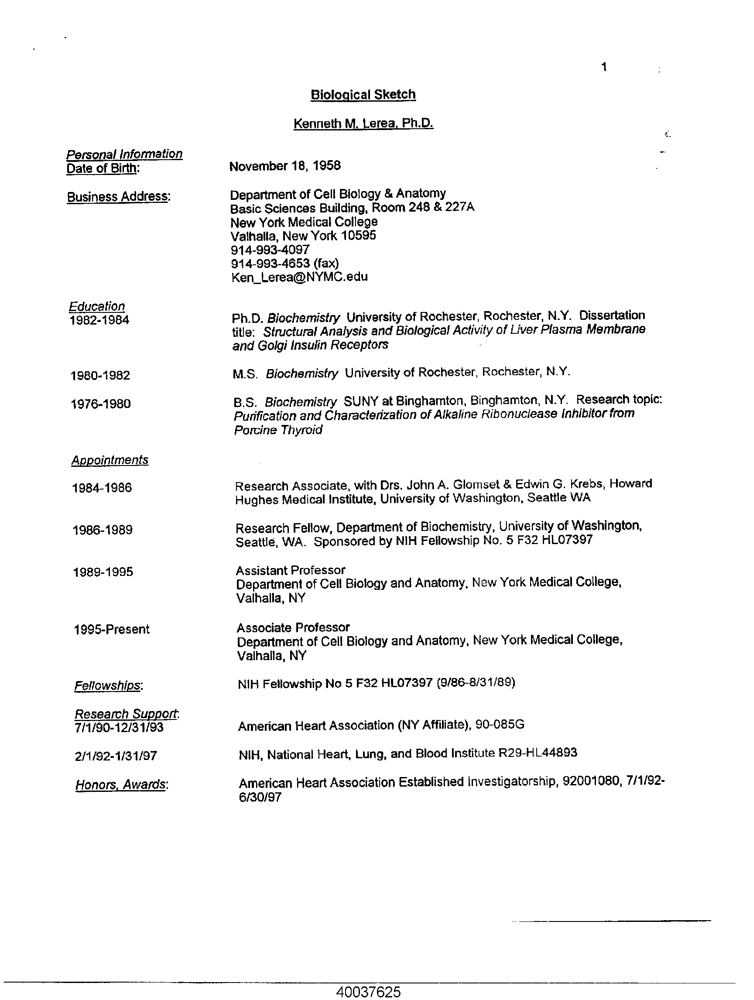 1
Biological Sketch
Kenneth M. Lerea, Ph.D.
Personal Information
Date of Birth: November 18, 1958
Business Address: Department of Cell Biology & Anatomy
Basic Sciences Building, Room 248 & 227A
New York Medical College
Valhalla, New York 10595
914-993-4097
914-993-4653 (fax)
Ken_Lerea@NYMC.edu
Education
1982-1984 Ph.D. Biochemistry University of Rochester, Rochester, N.Y. Dissertation
title: Structural Analysis and Biological Activity of Liver Plasma Membrane
and Golgi Insulin Receptors
1980-1982 M.S. Biochemistry University of Rochester, Rochester, N.Y.
1976-1980 B.S. Biochemistry SUNY at Binghamton, Binghamton, N.Y. Research topic:
Purification and Characterization of Alkaline Ribonuclease Inhibitor from
Porcine Thyroid
Appointments
1984-1986 Research Associate, with Drs. John A. Glomset & Edwin G. Krebs, Howard
Hughes Medical Institute, University of Washington, Seattle WA
1986-1989 Research Fellow, Department of Biochemistry, University of Washington,
Seattle, WA. Sponsored by NIH Fellowship No. 5 F32 HL07397
1989-1995 Assistant Professor
Department of Cell Biology and Anatomy, New York Medical College,
Valhalla, NY
1995-Present Associate Professor
Department of Cell Biology and Anatomy, New York Medical College,
Valhalla, NY
Fellowships: NIH Fellowship No 5 F32 HL07397 (9/86-8/31/89)
Research Support:
7/1/90-12/31/93 American Heart Association (NY Affiliate), 90-085G
2/1/92-1/31/97 NIH, National Heart, Lung, and Blood Institute R29-HL44893
Honors, Awards: American Heart Association Established Investigatorship, 92001080, 7/1/92-
6/30/97
40037625